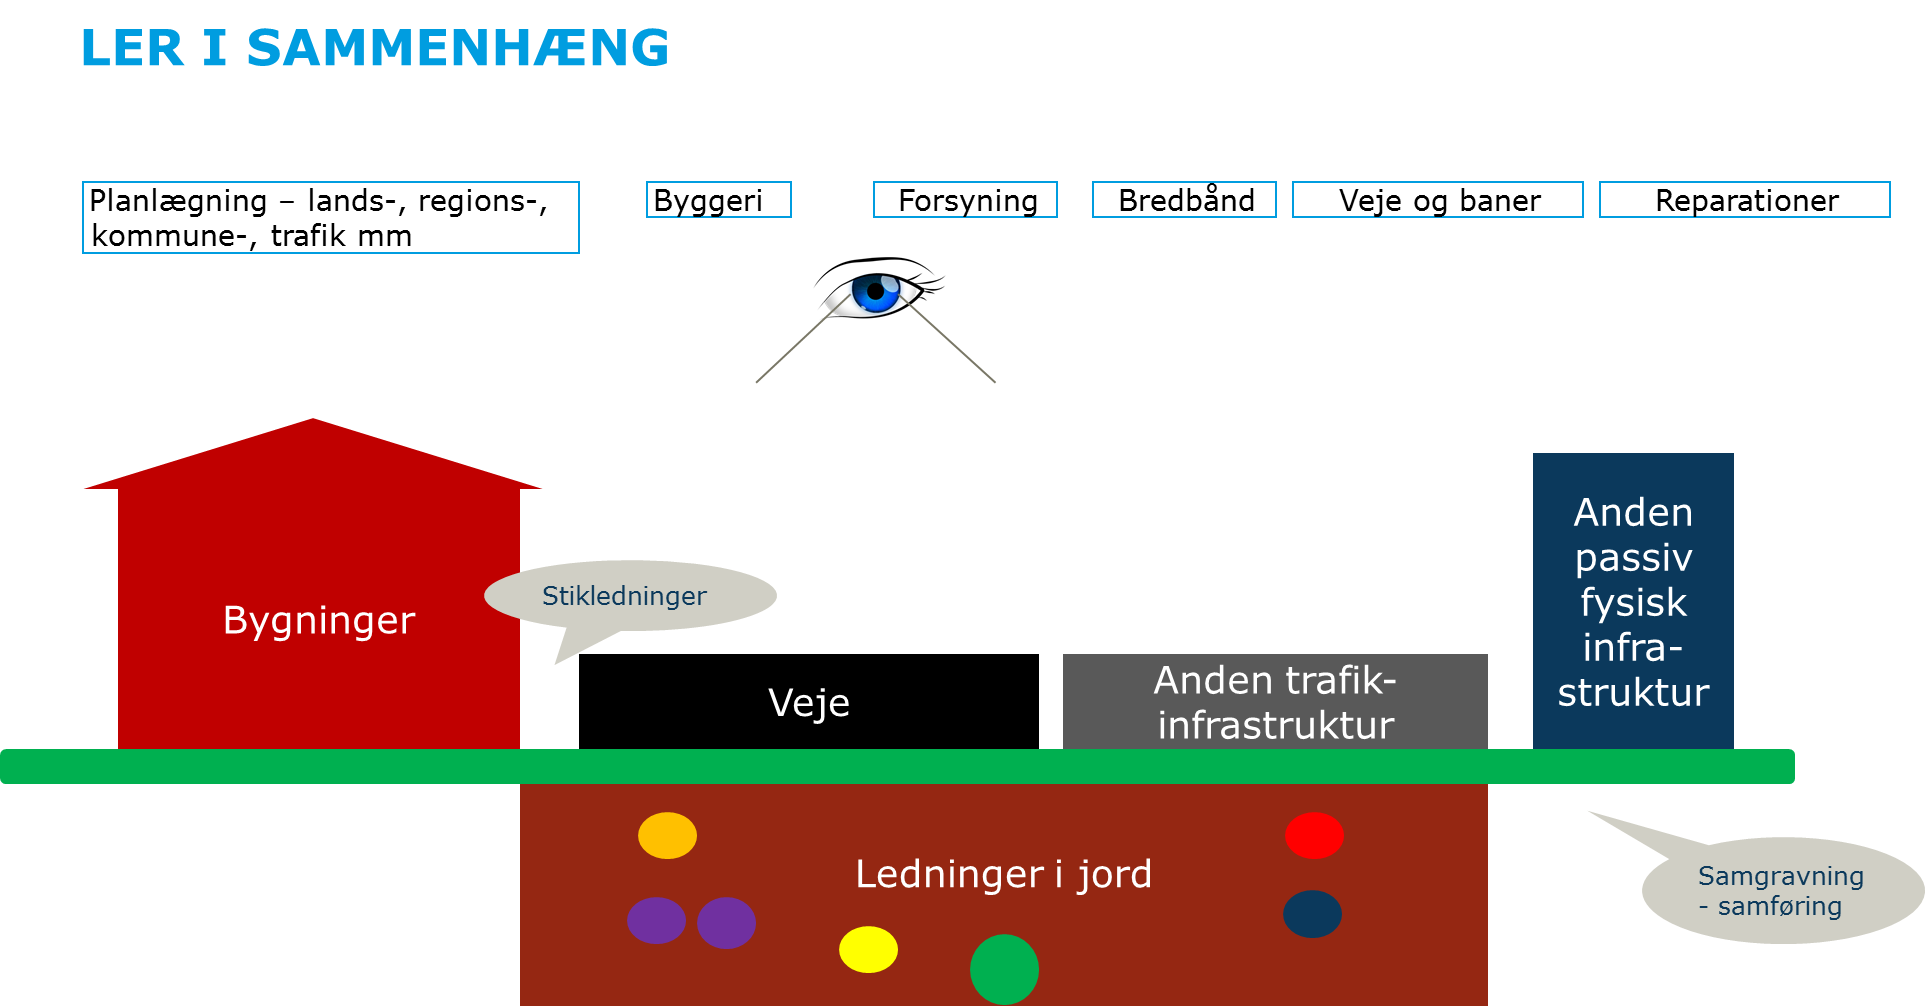 LER I SAMMENHÆNG
Planlægning – lands-, regions-,
kommune-, trafik mm
Byggeri
Forsyning
Bredbånd
Veje og baner
Reparationer
Anden
passiv
fysisk
infra-
struktur
Stikledninger
Bygninger
Veje
Anden trafik-
infrastruktur
Ledninger i jord
Samgravning
- samføring